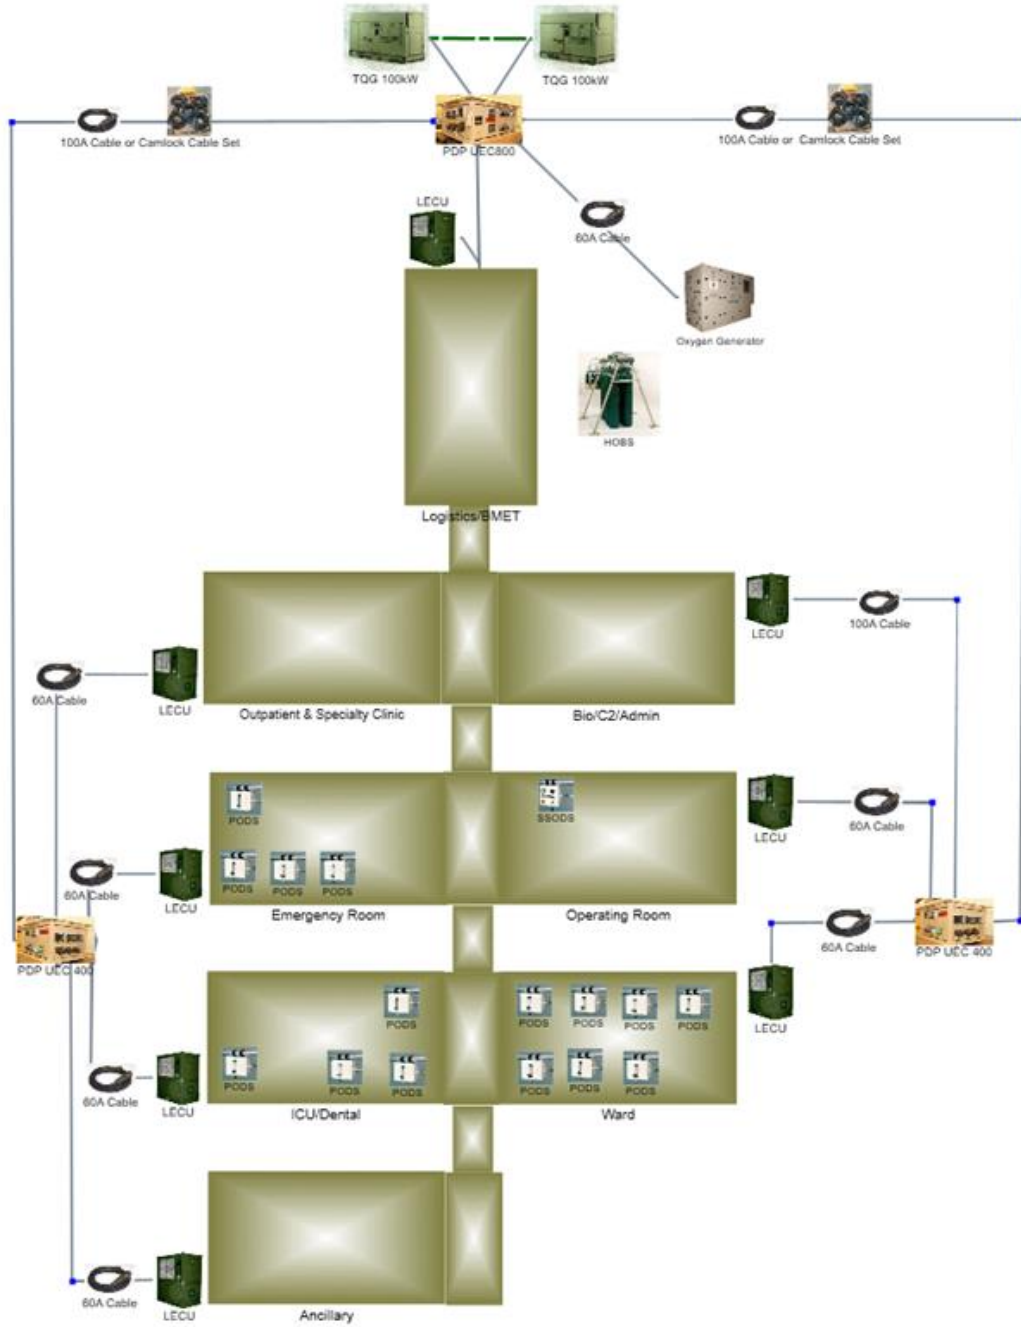 TQG 100kW
TQG 100kW
100A Cable or Camlock Cable Set
PDP UEC800
100A Cable or Camlock Cable Set
LECU
60A Cable
Oxygen Generator
HOBS
Logistics/BMET
100A Cable
LECU
60A Cable
LECU
Outpatient & Specialty Clinic
Bio/C2/Admin
PODS
SSODS
60A Cable
LECU
60A Cable
PODS
PODS
PODS
LECU
Emergency Room
Operating Room
60A Cable
PDP UEC 400
PDP UEC 400
PODS
PODS
PODS
PODS
PODS
LECU
PODS
PODS
PODS
PODS
PODS
PODS
60A Cable
LECU
ICU/Dental
Ward
60A Cable
LECU
Ancillary